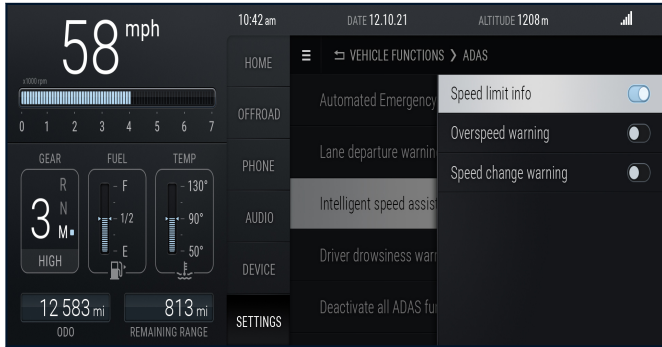 58 mph
x1000 rpm
0 1 2 3 4 5 6 7
GEAR
R
N
M
3
HIGH
FUEL
F
1/2
E
TEMP
130°
90°
50°
12 583 mi
ODO
813 mi
REMAINING RANGE
10:42 am
DATE 12.10.21
ALTITUDE 1208 m
HOME
OFFROAD
PHONE
AUDIO
DEVICE
SETTINGS
VEHICLE FUNCTIONS ❯ ADAS
Automated Emergency
Lane departure warnin
Intelligent speed assist
Driver drowsiness warn
Deactivate all ADAS fun
Speed limit info
Overspeed warning
Speed change warning